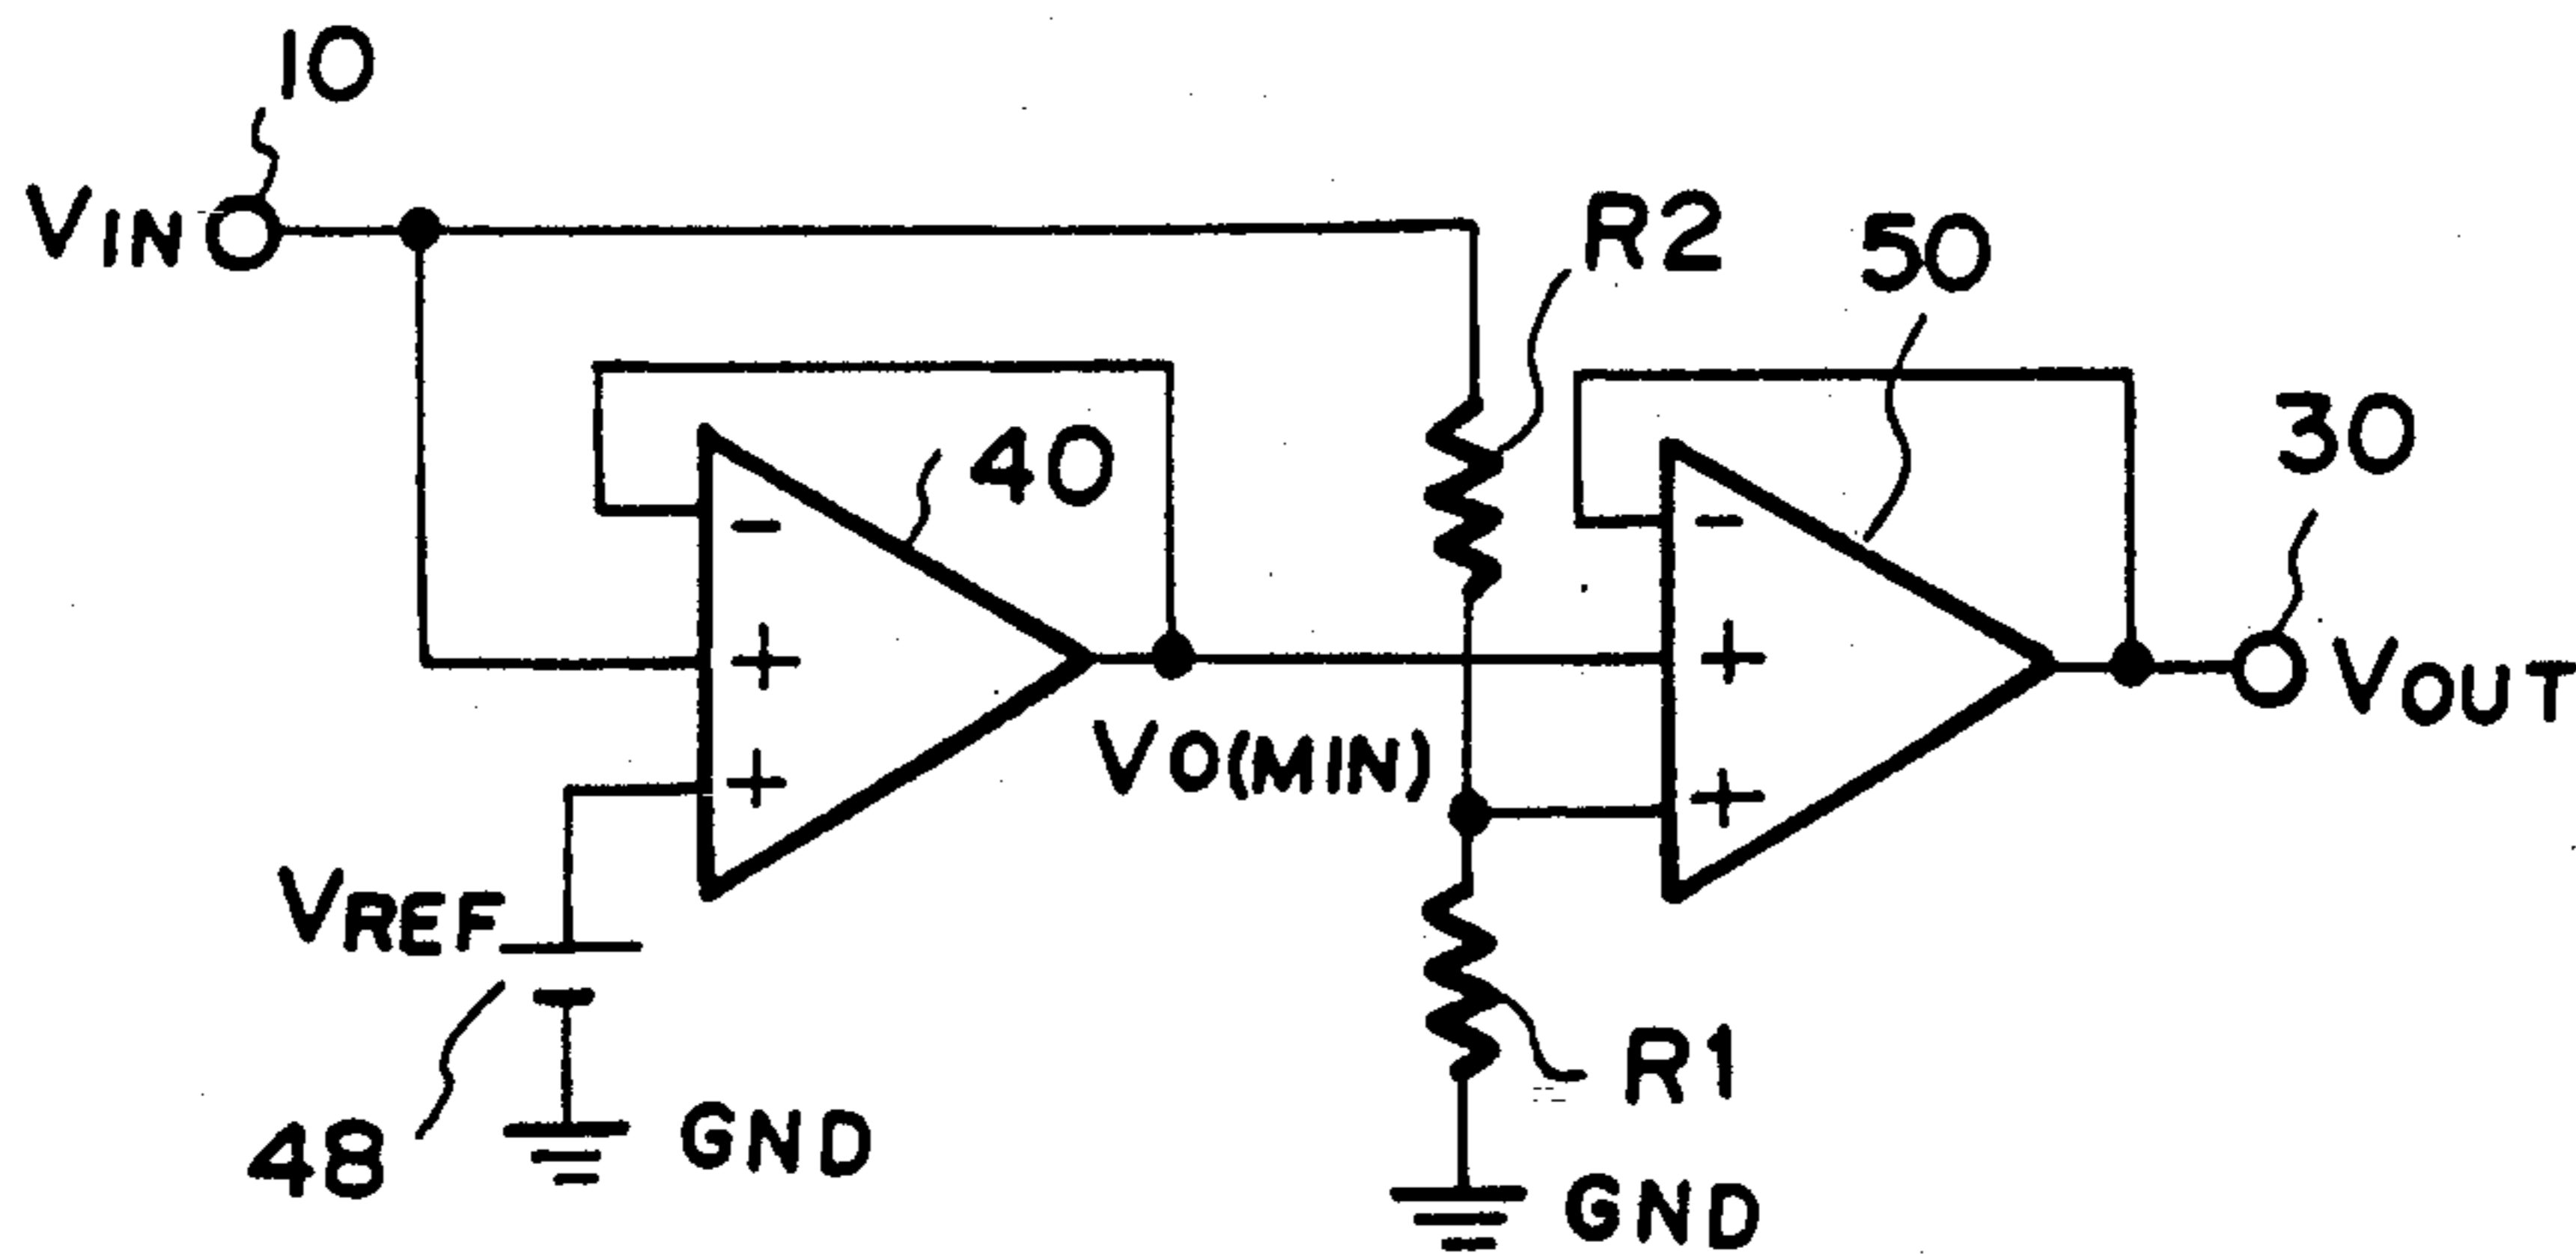 10
VIN
R2
50
30
40
-
-
+
+
+
+
VO(MIN)
VOUT
VREF
48
GND
R1
GND